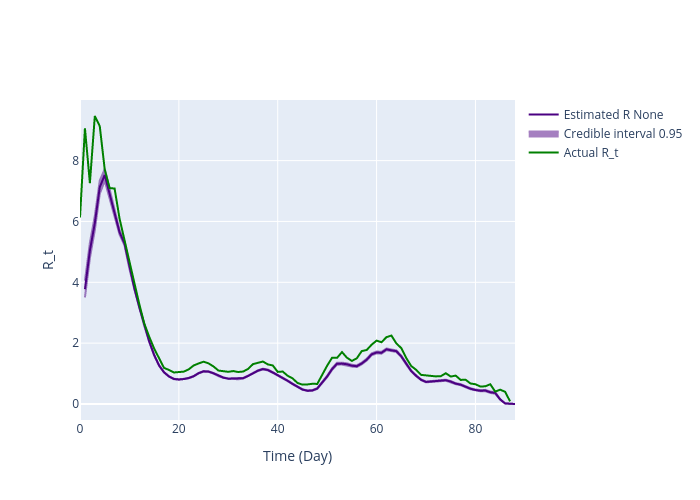 Estimated R None
Credible interval 0.95
Actual R_t
R_t
8
6
4
2
0
0 20 40 60 80
Time (Day)